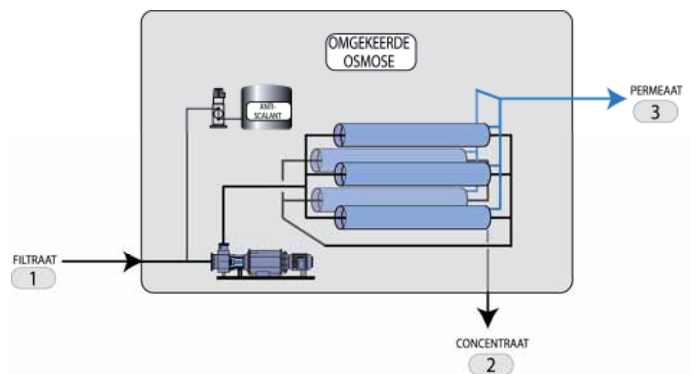 OMGEKEERDE
OSMOSE
ANTI-
SCALANT
PERMEAAT
3
FILTRAAT
1
CONCENTRAAT
2